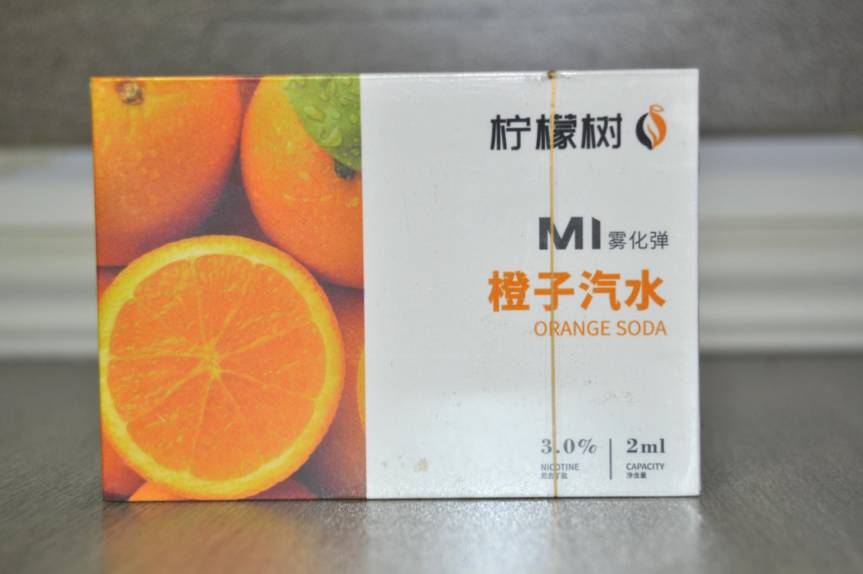 柠檬树
MI 雾化弹
橙子汽水
ORANGE SODA
3.0% 2ml
NICOTINE CAPACITY
净含量